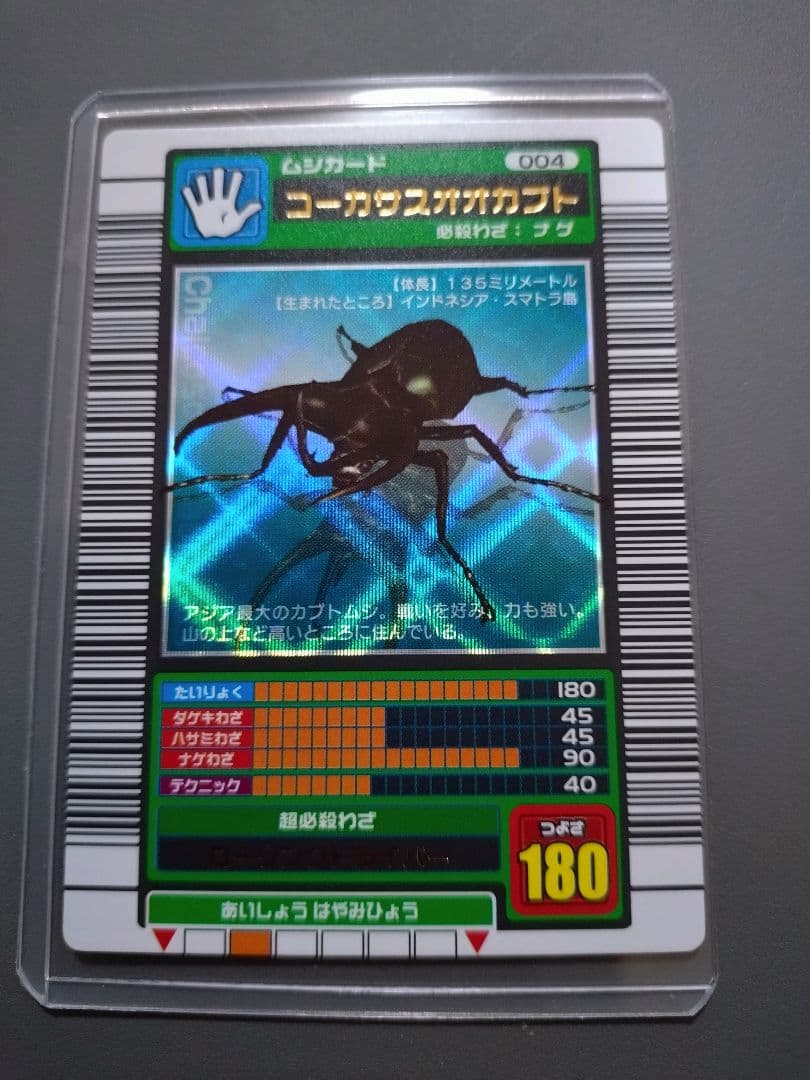 ムシカード
004
コーカサスオオカブト
必殺わざ：ナゲ
【体長】135ミリメートル
【生まれたところ】インドネシア・スマトラ島
アジア最大のカブトムシ。戦いを好み、力も強い。
山の上など高いところに住んでいる。
たいりょく 180
ダゲキわざ 45
ハサミわざ 45
ナゲわざ 90
テクニック 40
超必殺わざ
つよさ
180
あいしょう はやみひょう